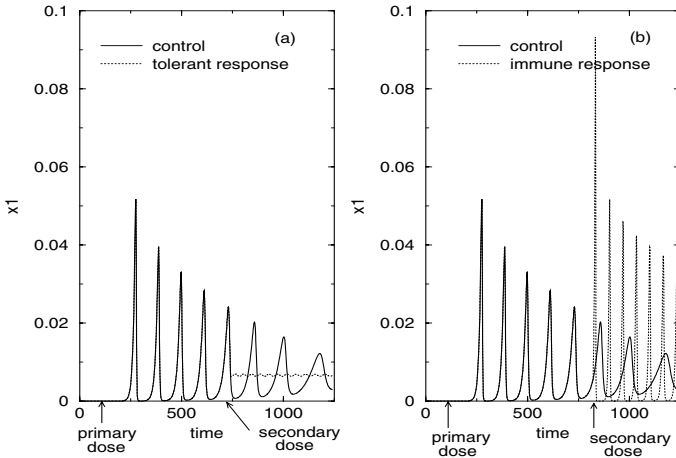 0.1
(a)
control
tolerant response
0.08
0.06
x1
0.04
0.02
0
0
500
1000
primary
dose
time
secondary
dose
0.1
(b)
control
immune response
0.08
0.06
x1
0.04
0.02
0
0
500
1000
primary
dose
time
secondary
dose